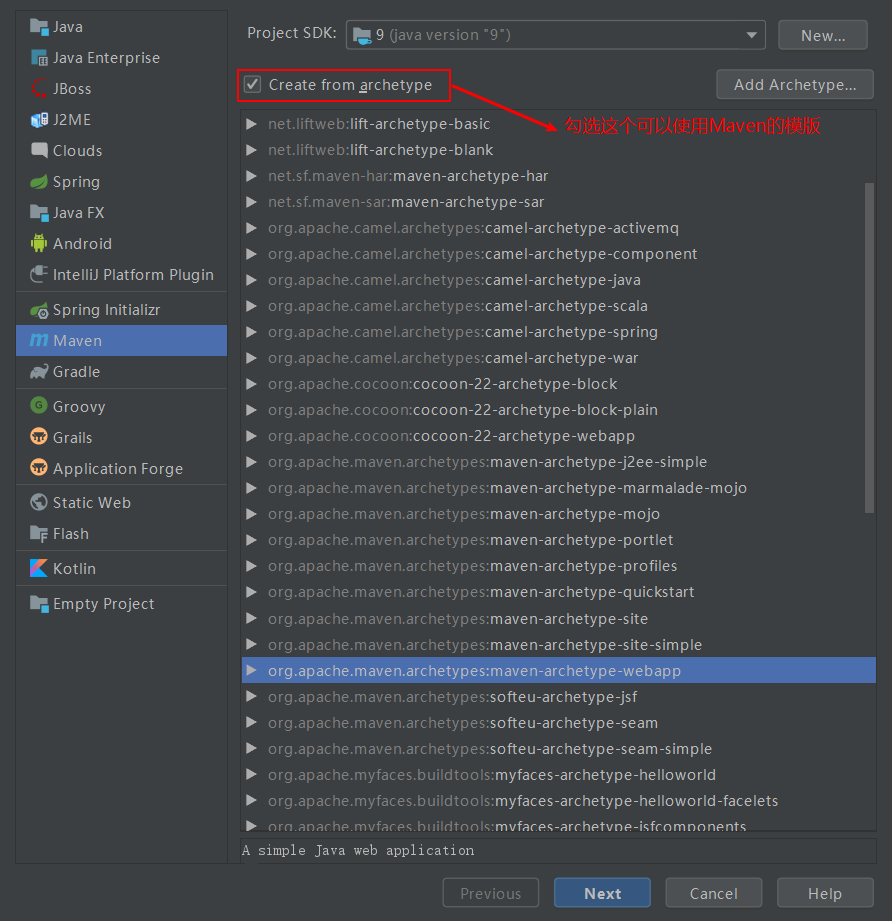 Java
Java Enterprise
JBoss
J2ME
Clouds
Spring
Java FX
Android
IntelliJ Platform Plugin
Spring Initializr
Maven
Gradle
Groovy
Grails
Application Forge
Static Web
Flash
Kotlin
Empty Project
Project SDK: 9 (java version "9") New...
Create from archetype Add Archetype...
勾选这个可以使用Maven的模版
net.liftweb:lift-archetype-basic
net.liftweb:lift-archetype-blank
net.sf.maven-har:maven-archetype-har
net.sf.maven-sar:maven-archetype-sar
org.apache.camel.archetypes:camel-archetype-activemq
org.apache.camel.archetypes:camel-archetype-component
org.apache.camel.archetypes:camel-archetype-java
org.apache.camel.archetypes:camel-archetype-scala
org.apache.camel.archetypes:camel-archetype-spring
org.apache.camel.archetypes:camel-archetype-war
org.apache.cocoon:cocoon-22-archetype-block
org.apache.cocoon:cocoon-22-archetype-block-plain
org.apache.cocoon:cocoon-22-archetype-webapp
org.apache.maven.archetypes:maven-archetype-j2ee-simple
org.apache.maven.archetypes:maven-archetype-marmalade-mojo
org.apache.maven.archetypes:maven-archetype-mojo
org.apache.maven.archetypes:maven-archetype-portlet
org.apache.maven.archetypes:maven-archetype-profiles
org.apache.maven.archetypes:maven-archetype-quickstart
org.apache.maven.archetypes:maven-archetype-site
org.apache.maven.archetypes:maven-archetype-site-simple
org.apache.maven.archetypes:maven-archetype-webapp
org.apache.maven.archetypes:softeu-archetype-jsf
org.apache.maven.archetypes:softeu-archetype-seam
org.apache.maven.archetypes:softeu-archetype-seam-simple
org.apache.myfaces.buildtools:myfaces-archetype-helloworld
org.apache.myfaces.buildtools:myfaces-archetype-helloworld-facelets
org.apache.myfaces.buildtools:myfaces-archetype-jsfcomponents
A simple Java web application
Previous Next Cancel Help